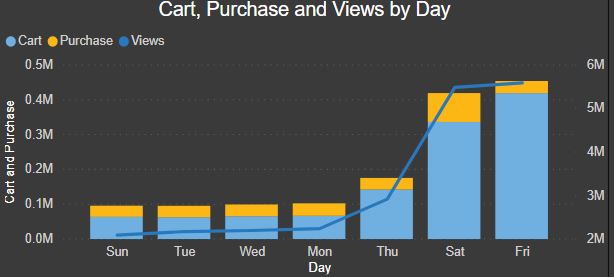 Cart, Purchase and Views by Day
Cart Purchase Views
0.5M 6M
0.4M 5M
0.3M 4M
0.2M
0.1M 3M
0.0M 2M
Cart and Purchase
Sun Tue Wed Mon Thu Sat Fri
Day